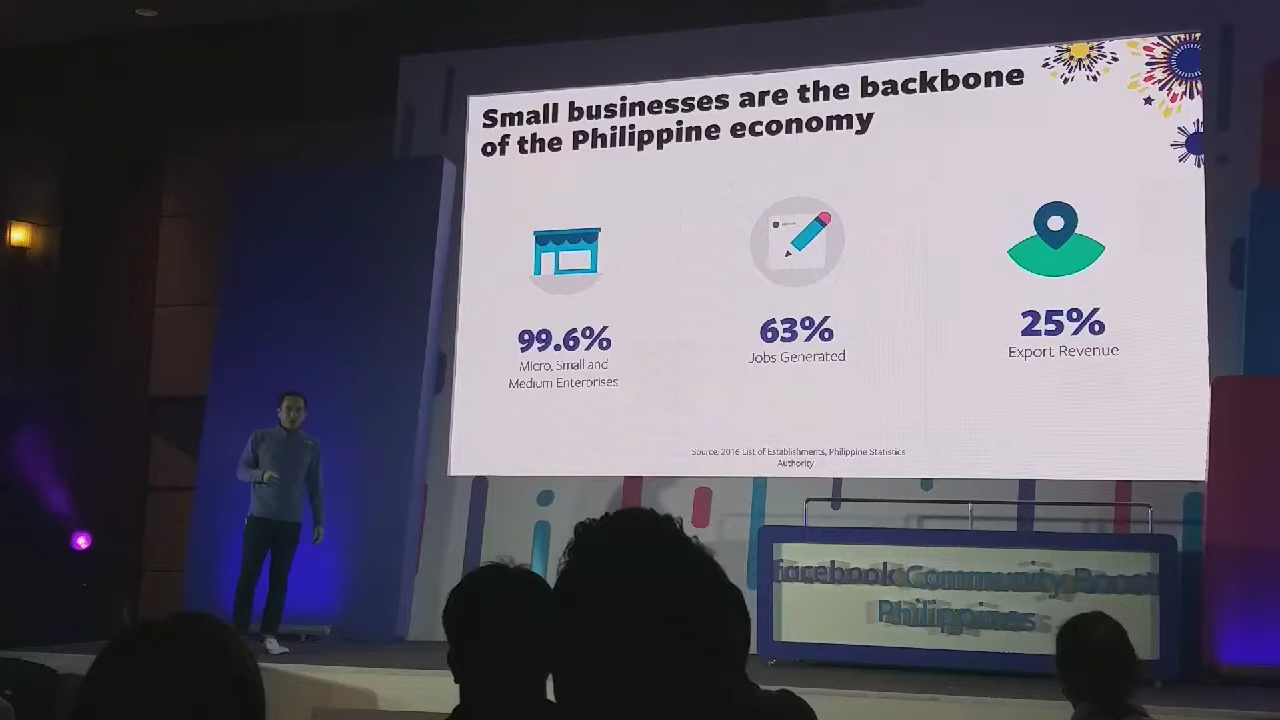 Small businesses are the backbone
of the Philippine economy
99.6%
Micro, Small and
Medium Enterprises
63%
Jobs Generated
25%
Export Revenue
Source: 2016 List of Establishments, Philippine Statistics
Authority
facebook Community Boost
Philippines